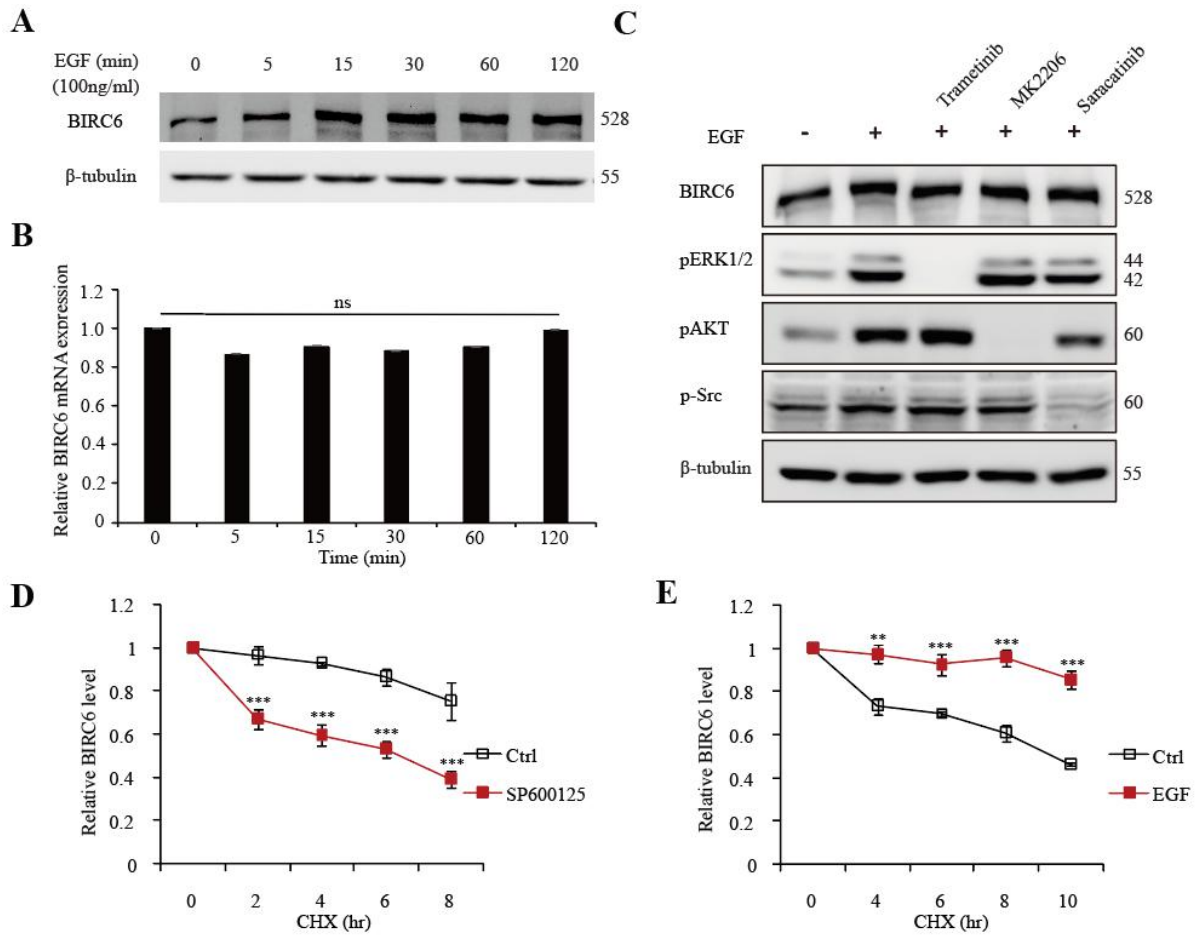 A
EGF (min) 0 5 15 30 60 120
(100ng/ml)
BIRC6 528
β-tubulin 55
B
Relative BIRC6 mRNA expression
1.2
1.0
0.8
0.6
0.4
0.2
0
ns
0 5 15 30 60 120
Time (min)
C
Trametinib
MK2206
Saracatinib
EGF - + + + +
BIRC6 528
pERK1/2 44
42
pAKT 60
p-Src 60
β-tubulin 55
D
Relative BIRC6 level
1.2
1
0.8
0.6
0.4
0.2
0
***
***
***
***
Ctrl
SP600125
0 2 4 6 8
CHX (hr)
E
Relative BIRC6 level
1.2
1
0.8
0.6
0.4
0.2
0
**
***
***
***
Ctrl
EGF
0 4 6 8 10
CHX (hr)